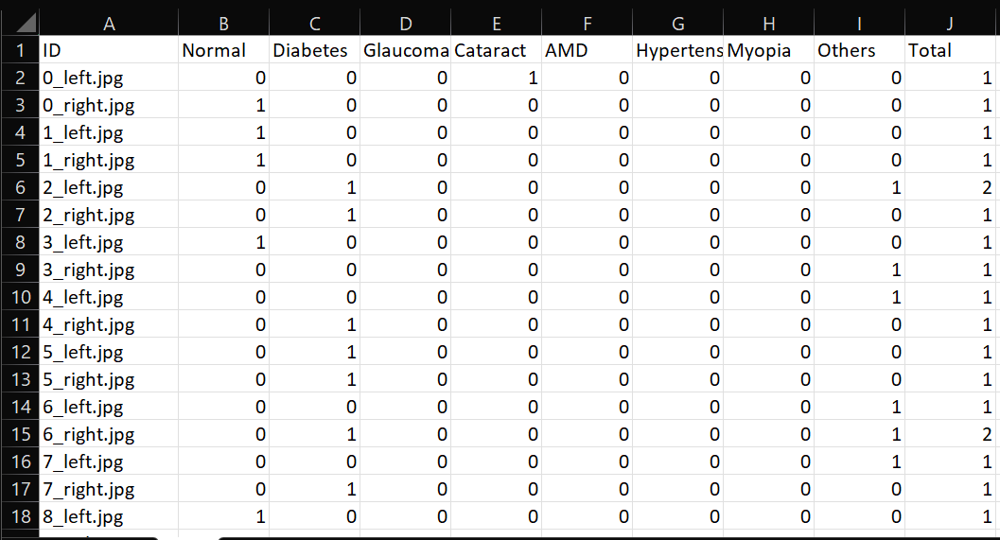 A B C D E F G H I J
1 ID Normal Diabetes Glaucoma Cataract AMD Hypertens Myopia Others Total
2 0_left.jpg 0 0 0 1 0 0 0 0 1
3 0_right.jpg 1 0 0 0 0 0 0 0 1
4 1_left.jpg 1 0 0 0 0 0 0 0 1
5 1_right.jpg 1 0 0 0 0 0 0 0 1
6 2_left.jpg 0 1 0 0 0 0 0 1 2
7 2_right.jpg 0 1 0 0 0 0 0 0 1
8 3_left.jpg 1 0 0 0 0 0 0 0 1
9 3_right.jpg 0 0 0 0 0 0 0 1 1
10 4_left.jpg 0 0 0 0 0 0 0 1 1
11 4_right.jpg 0 1 0 0 0 0 0 0 1
12 5_left.jpg 0 1 0 0 0 0 0 0 1
13 5_right.jpg 0 1 0 0 0 0 0 0 1
14 6_left.jpg 0 0 0 0 0 0 0 1 1
15 6_right.jpg 0 1 0 0 0 0 0 1 2
16 7_left.jpg 0 0 0 0 0 0 0 1 1
17 7_right.jpg 0 1 0 0 0 0 0 0 1
18 8_left.jpg 1 0 0 0 0 0 0 0 1